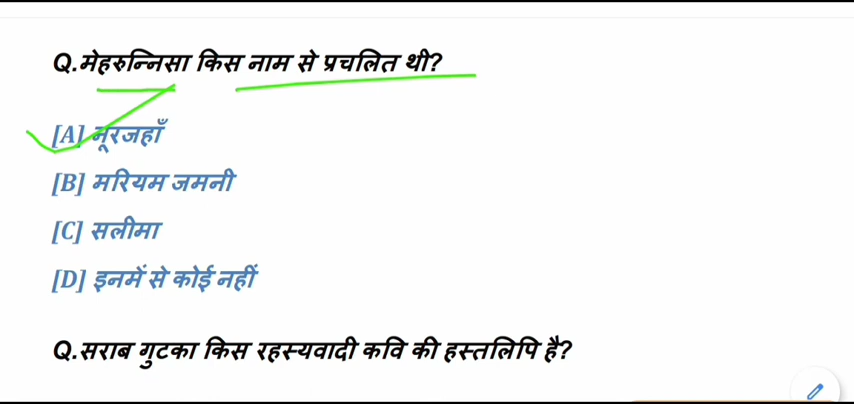 Q.मेहरुन्निसा किस नाम से प्रचलित थी?
[A] नूरजहाँ
[B] मरियम जमनी
[C] सलीमा
[D] इनमें से कोई नहीं
Q.सराब गुटका किस रहस्यवादी कवि की हस्तलिपि है?